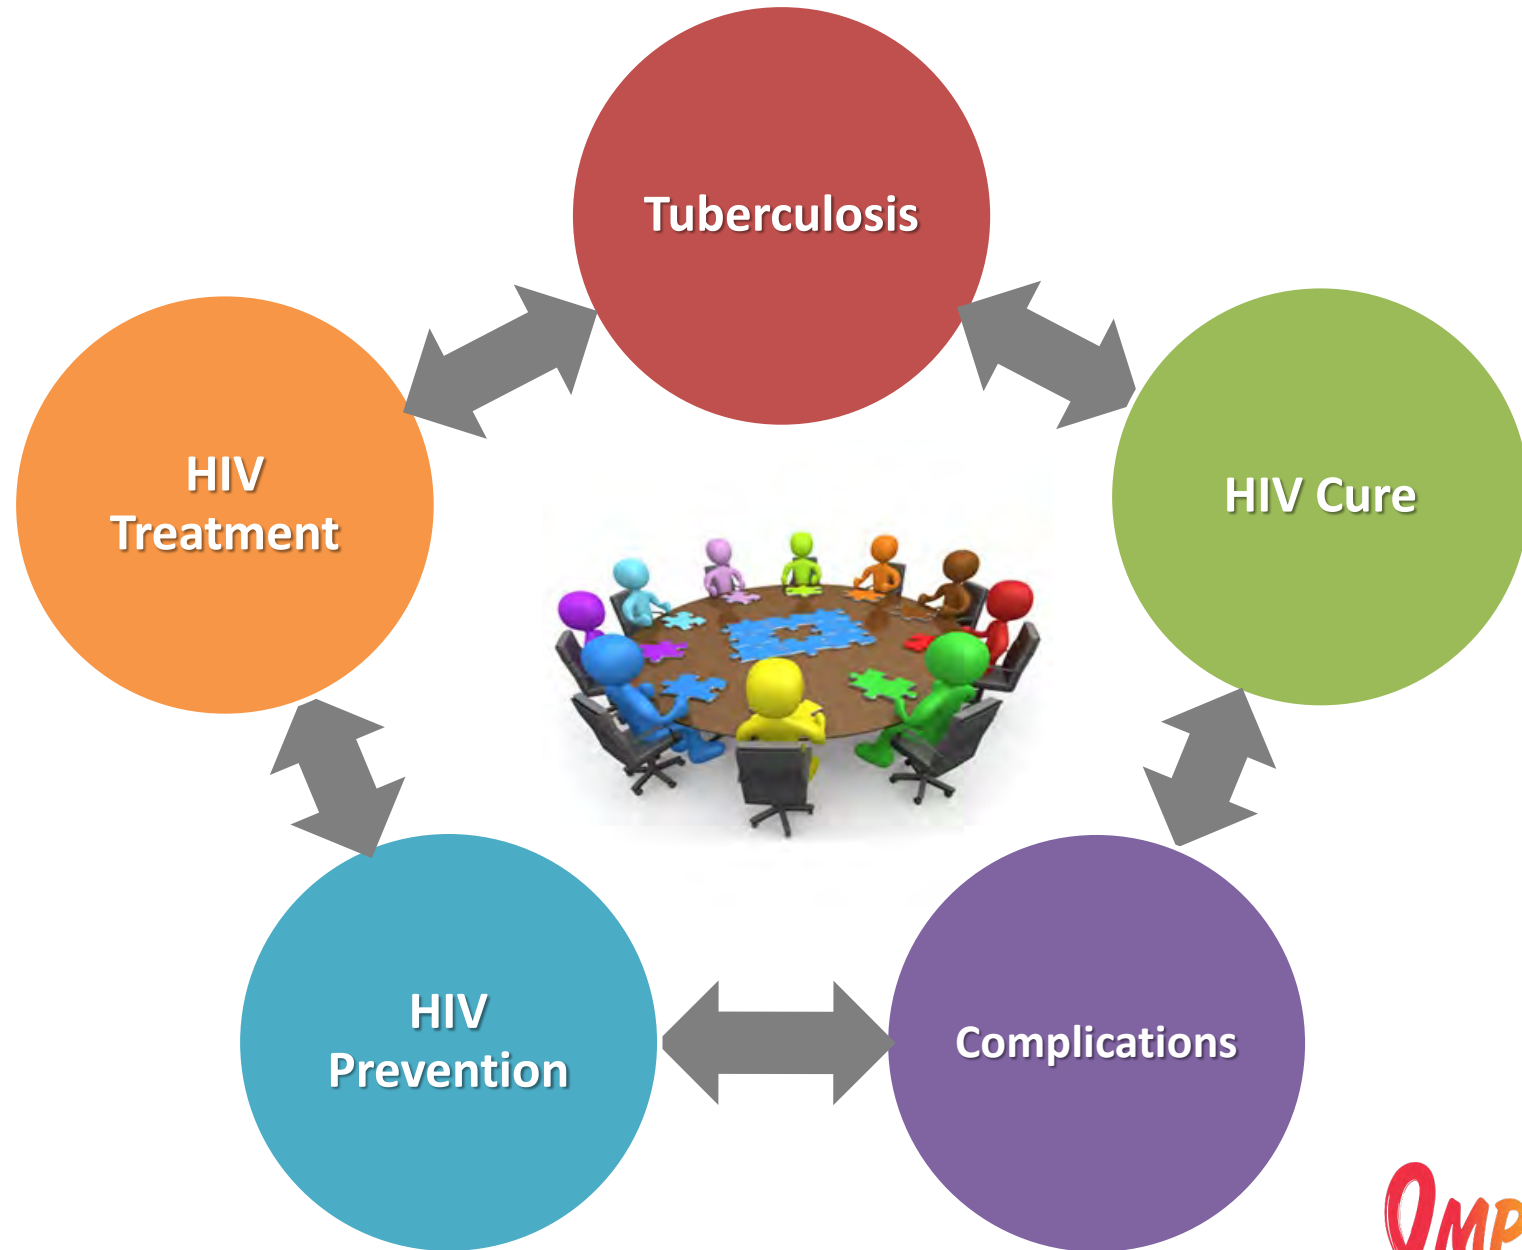 Tuberculosis
HIV
Treatment
HIV Cure
HIV
Prevention
Complications